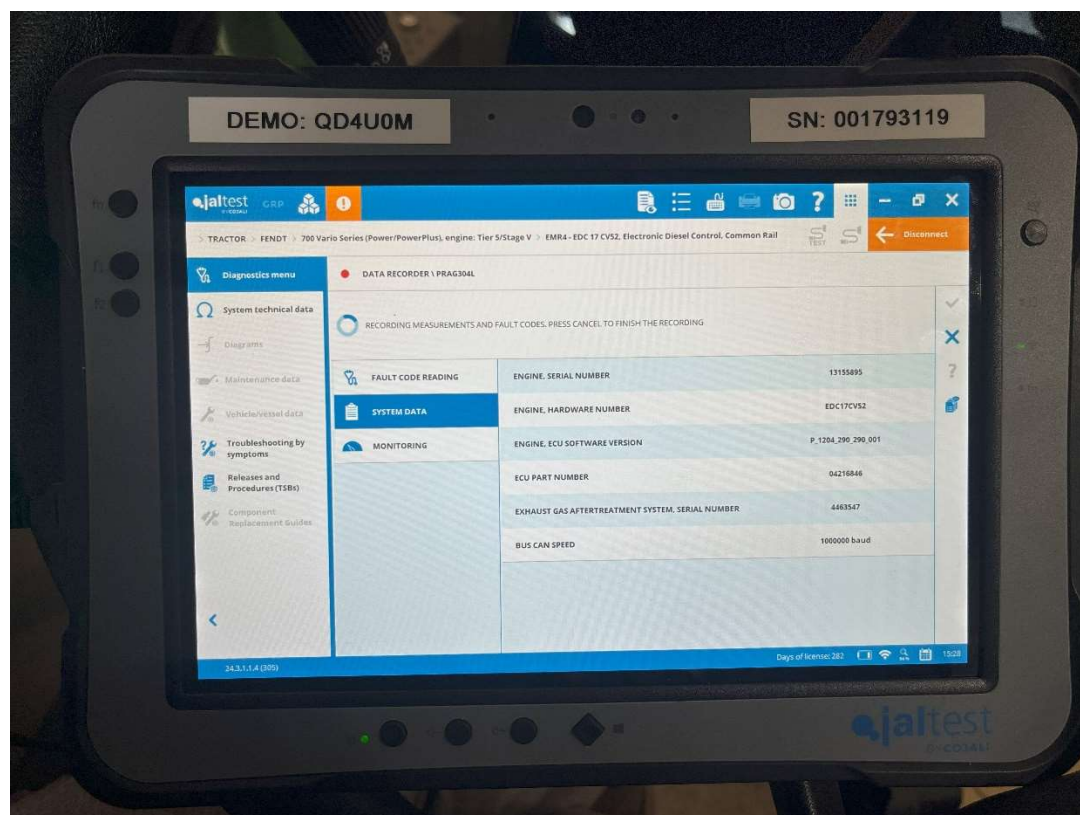 DEMO: QD4U0M
SN: 001793119
jaltest GRP
> TRACTOR > FENDT > 700 Vario Series (Power/PowerPlus), engine: Tier 5/Stage V > EMR4 - EDC 17 CV52, Electronic Diesel Control, Common Rail
TEST
Disconnect
Diagnostics menu
DATA RECORDER \ PRAG304L
System technical data
RECORDING MEASUREMENTS AND FAULT CODES. PRESS CANCEL TO FINISH THE RECORDING
Diagrams
Maintenance data
FAULT CODE READING
ENGINE, SERIAL NUMBER 13155895
Vehicle/vessel data
SYSTEM DATA
ENGINE, HARDWARE NUMBER EDC17CV52
Troubleshooting by
symptoms
MONITORING
ENGINE, ECU SOFTWARE VERSION P_1204_290_290_001
Releases and
Procedures (TSBs)
ECU PART NUMBER 04216846
Component
Replacement Guides
EXHAUST GAS AFTERTREATMENT SYSTEM, SERIAL NUMBER 4463547
BUS CAN SPEED 1000000 baud
24.3.1.1.4 (305)
Days of license: 282
15:28
jaltest
BY COJALI